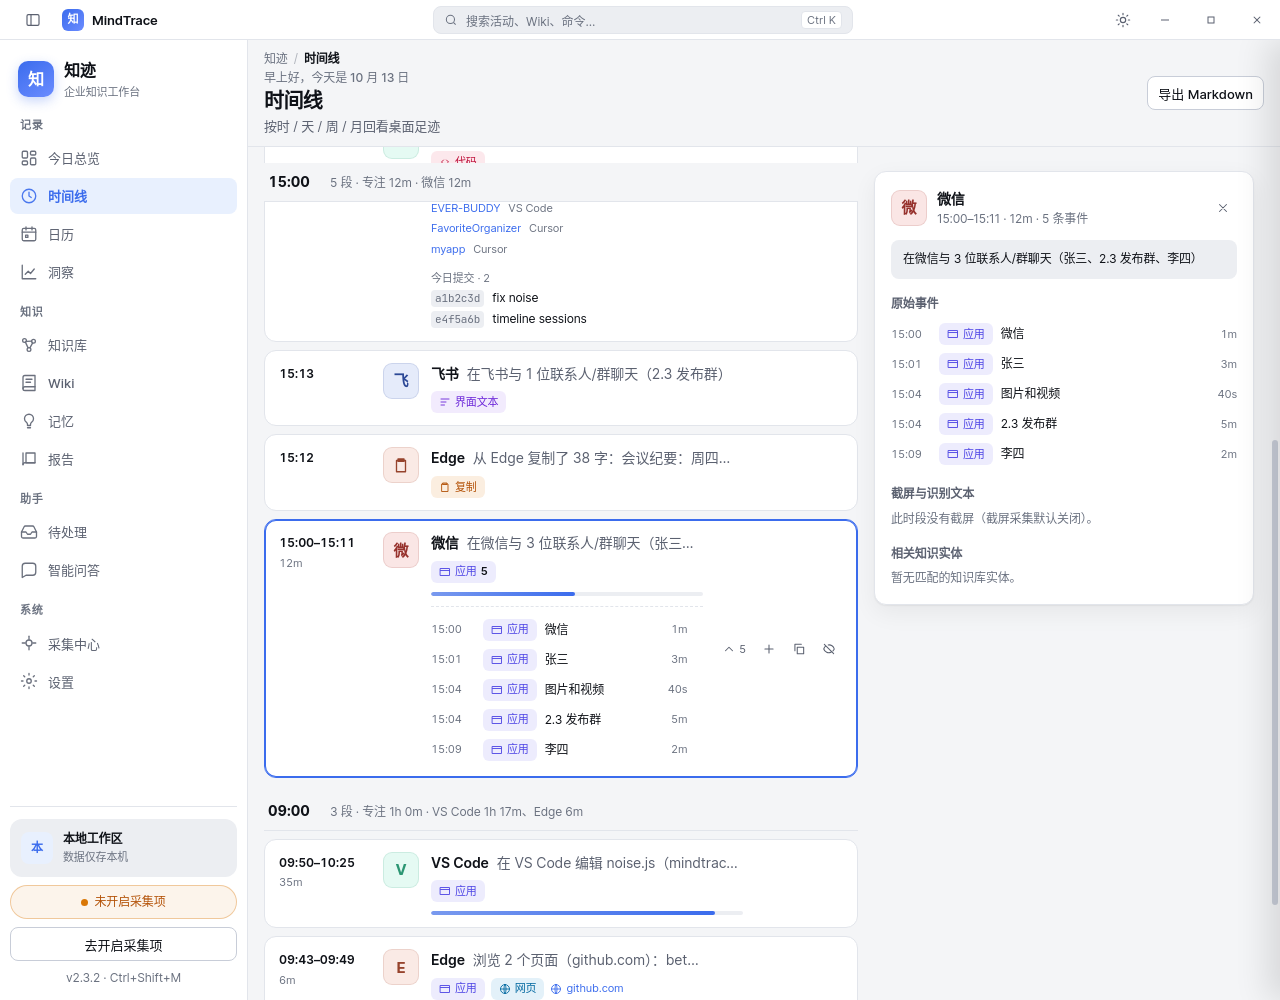 知 MindTrace
搜索活动、Wiki、命令... Ctrl K
知 知迹
企业知识工作台
记录
今日总览
时间线
日历
洞察
知识
知识库
Wiki
记忆
报告
助手
待处理
智能问答
系统
采集中心
设置
本 本地工作区
数据仅存本机
未开启采集项
去开启采集项
v2.3.2 · Ctrl+Shift+M
知迹 / 时间线
早上好，今天是 10 月 13 日
时间线
按时 / 天 / 周 / 月回看桌面足迹
导出 Markdown
代码
15:00 5 段 · 专注 12m · 微信 12m
EVER-BUDDY VS Code
FavoriteOrganizer Cursor
myapp Cursor
今日提交 · 2
a1b2c3d fix noise
e4f5a6b timeline sessions
15:13 飞 飞书 在飞书与 1 位联系人/群聊天（2.3 发布群）
界面文本
15:12 Edge 从 Edge 复制了 38 字：会议纪要：周四...
复制
15:00–15:11 微 微信 在微信与 3 位联系人/群聊天（张三...
12m 应用 5
15:00 应用 微信 1m
15:01 应用 张三 3m
15:04 应用 图片和视频 40s
15:04 应用 2.3 发布群 5m
15:09 应用 李四 2m
5
09:00 3 段 · 专注 1h 0m · VS Code 1h 17m、Edge 6m
09:50–10:25 V VS Code 在 VS Code 编辑 noise.js（mindtrac...
35m 应用
09:43–09:49 E Edge 浏览 2 个页面（github.com）：bet...
6m 应用 网页 github.com
微 微信
15:00–15:11 · 12m · 5 条事件
在微信与 3 位联系人/群聊天（张三、2.3 发布群、李四）
原始事件
15:00 应用 微信 1m
15:01 应用 张三 3m
15:04 应用 图片和视频 40s
15:04 应用 2.3 发布群 5m
15:09 应用 李四 2m
截屏与识别文本
此时段没有截屏（截屏采集默认关闭）。
相关知识实体
暂无匹配的知识库实体。